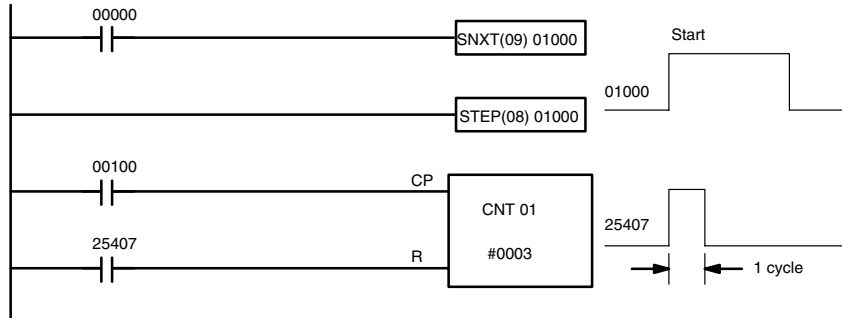 00000
SNXT(09) 01000
Start
01000
STEP(08) 01000
00100
CP
CNT 01
25407
25407
R
#0003
1 cycle